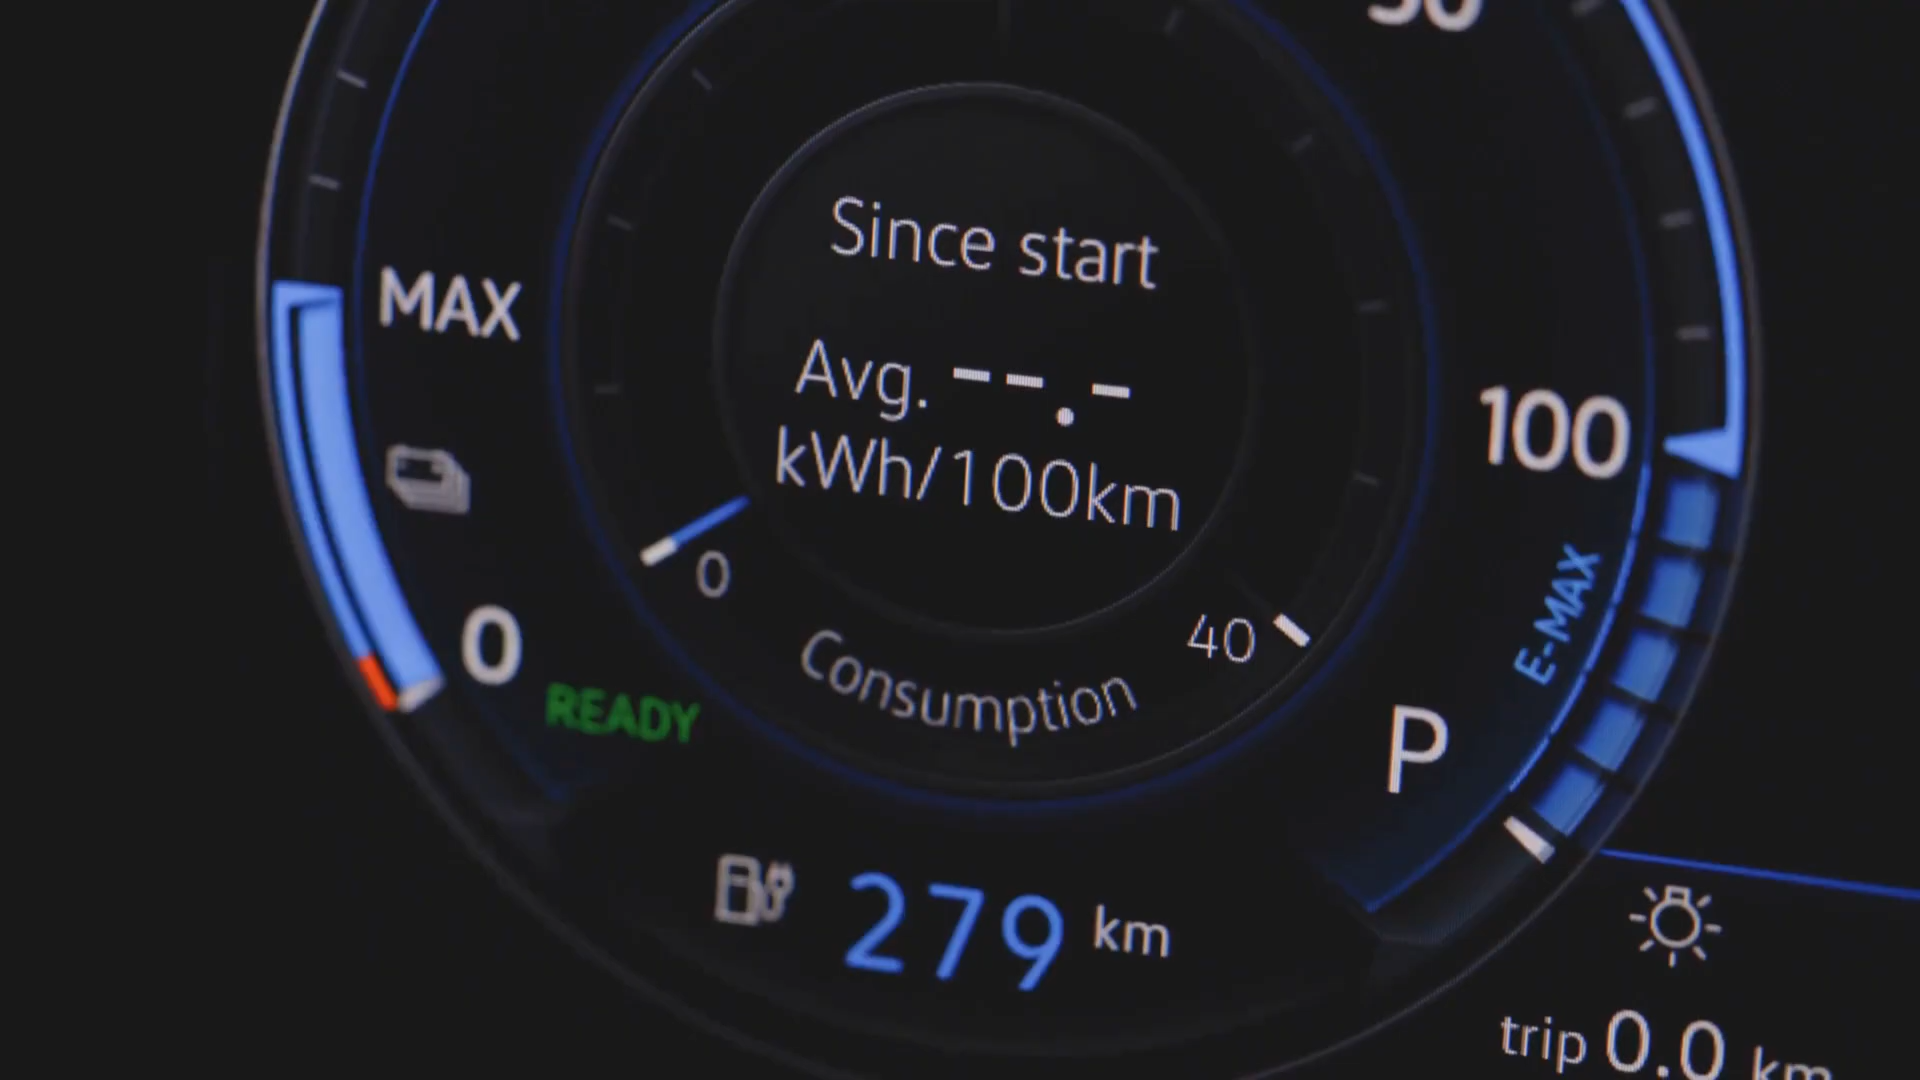 50
Since start
MAX
Avg. --.-
kWh/100km
100
0
E-MAX
40
0
Consumption
READY
P
279 km
trip 0.0 km